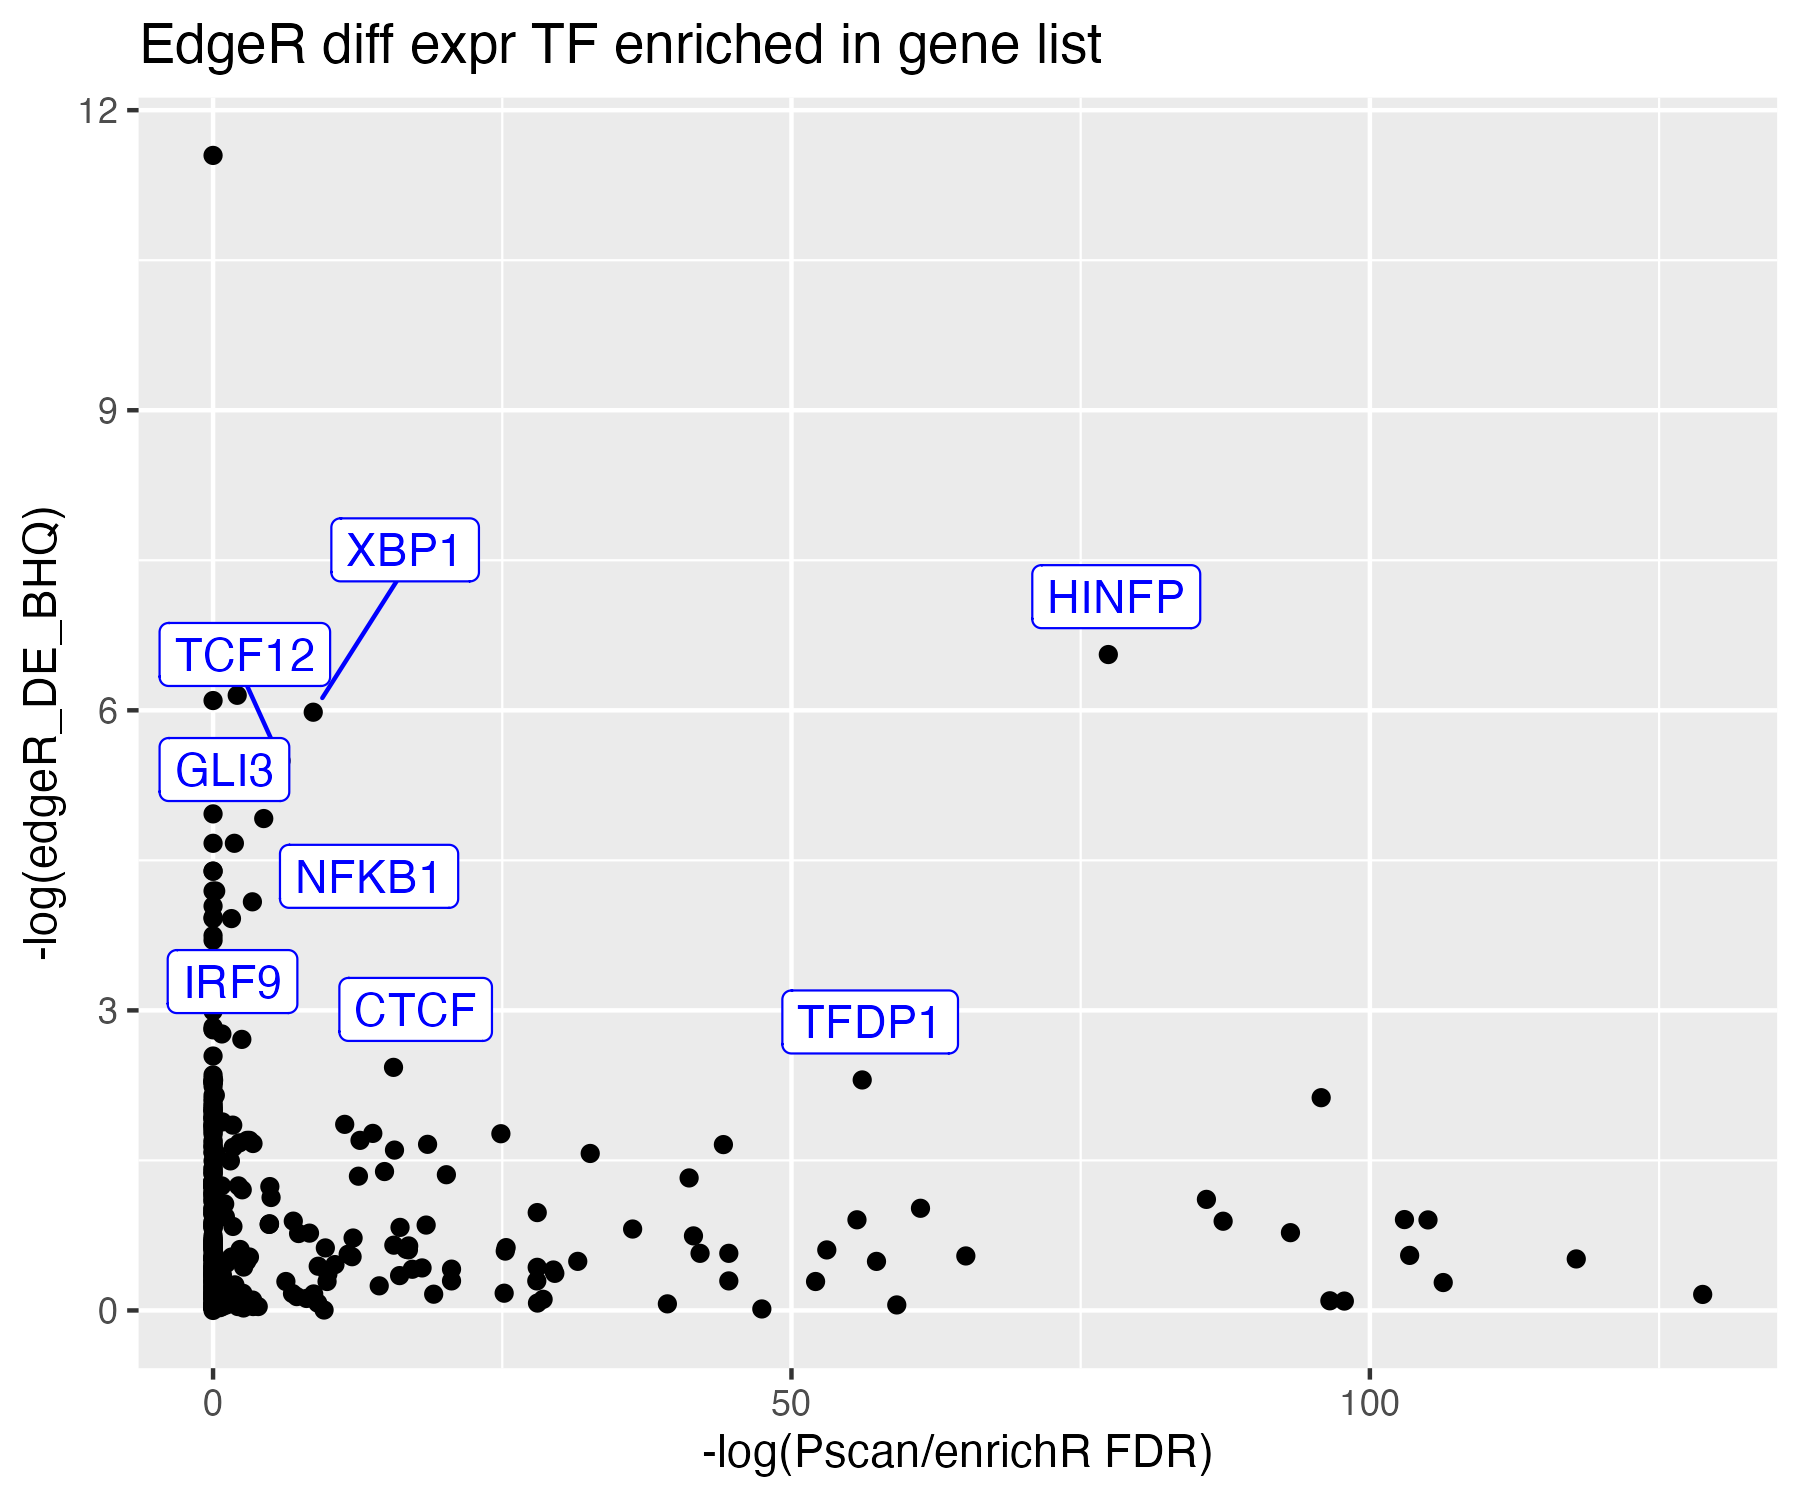 EdgeR diff expr TF enriched in gene list
12
9
6
3
0
-log(edgeR_DE_BHQ)
XBP1
HINFP
TCF12
GLI3
NFKB1
IRF9
CTCF
TFDP1
0
50
100
-log(Pscan/enrichR FDR)